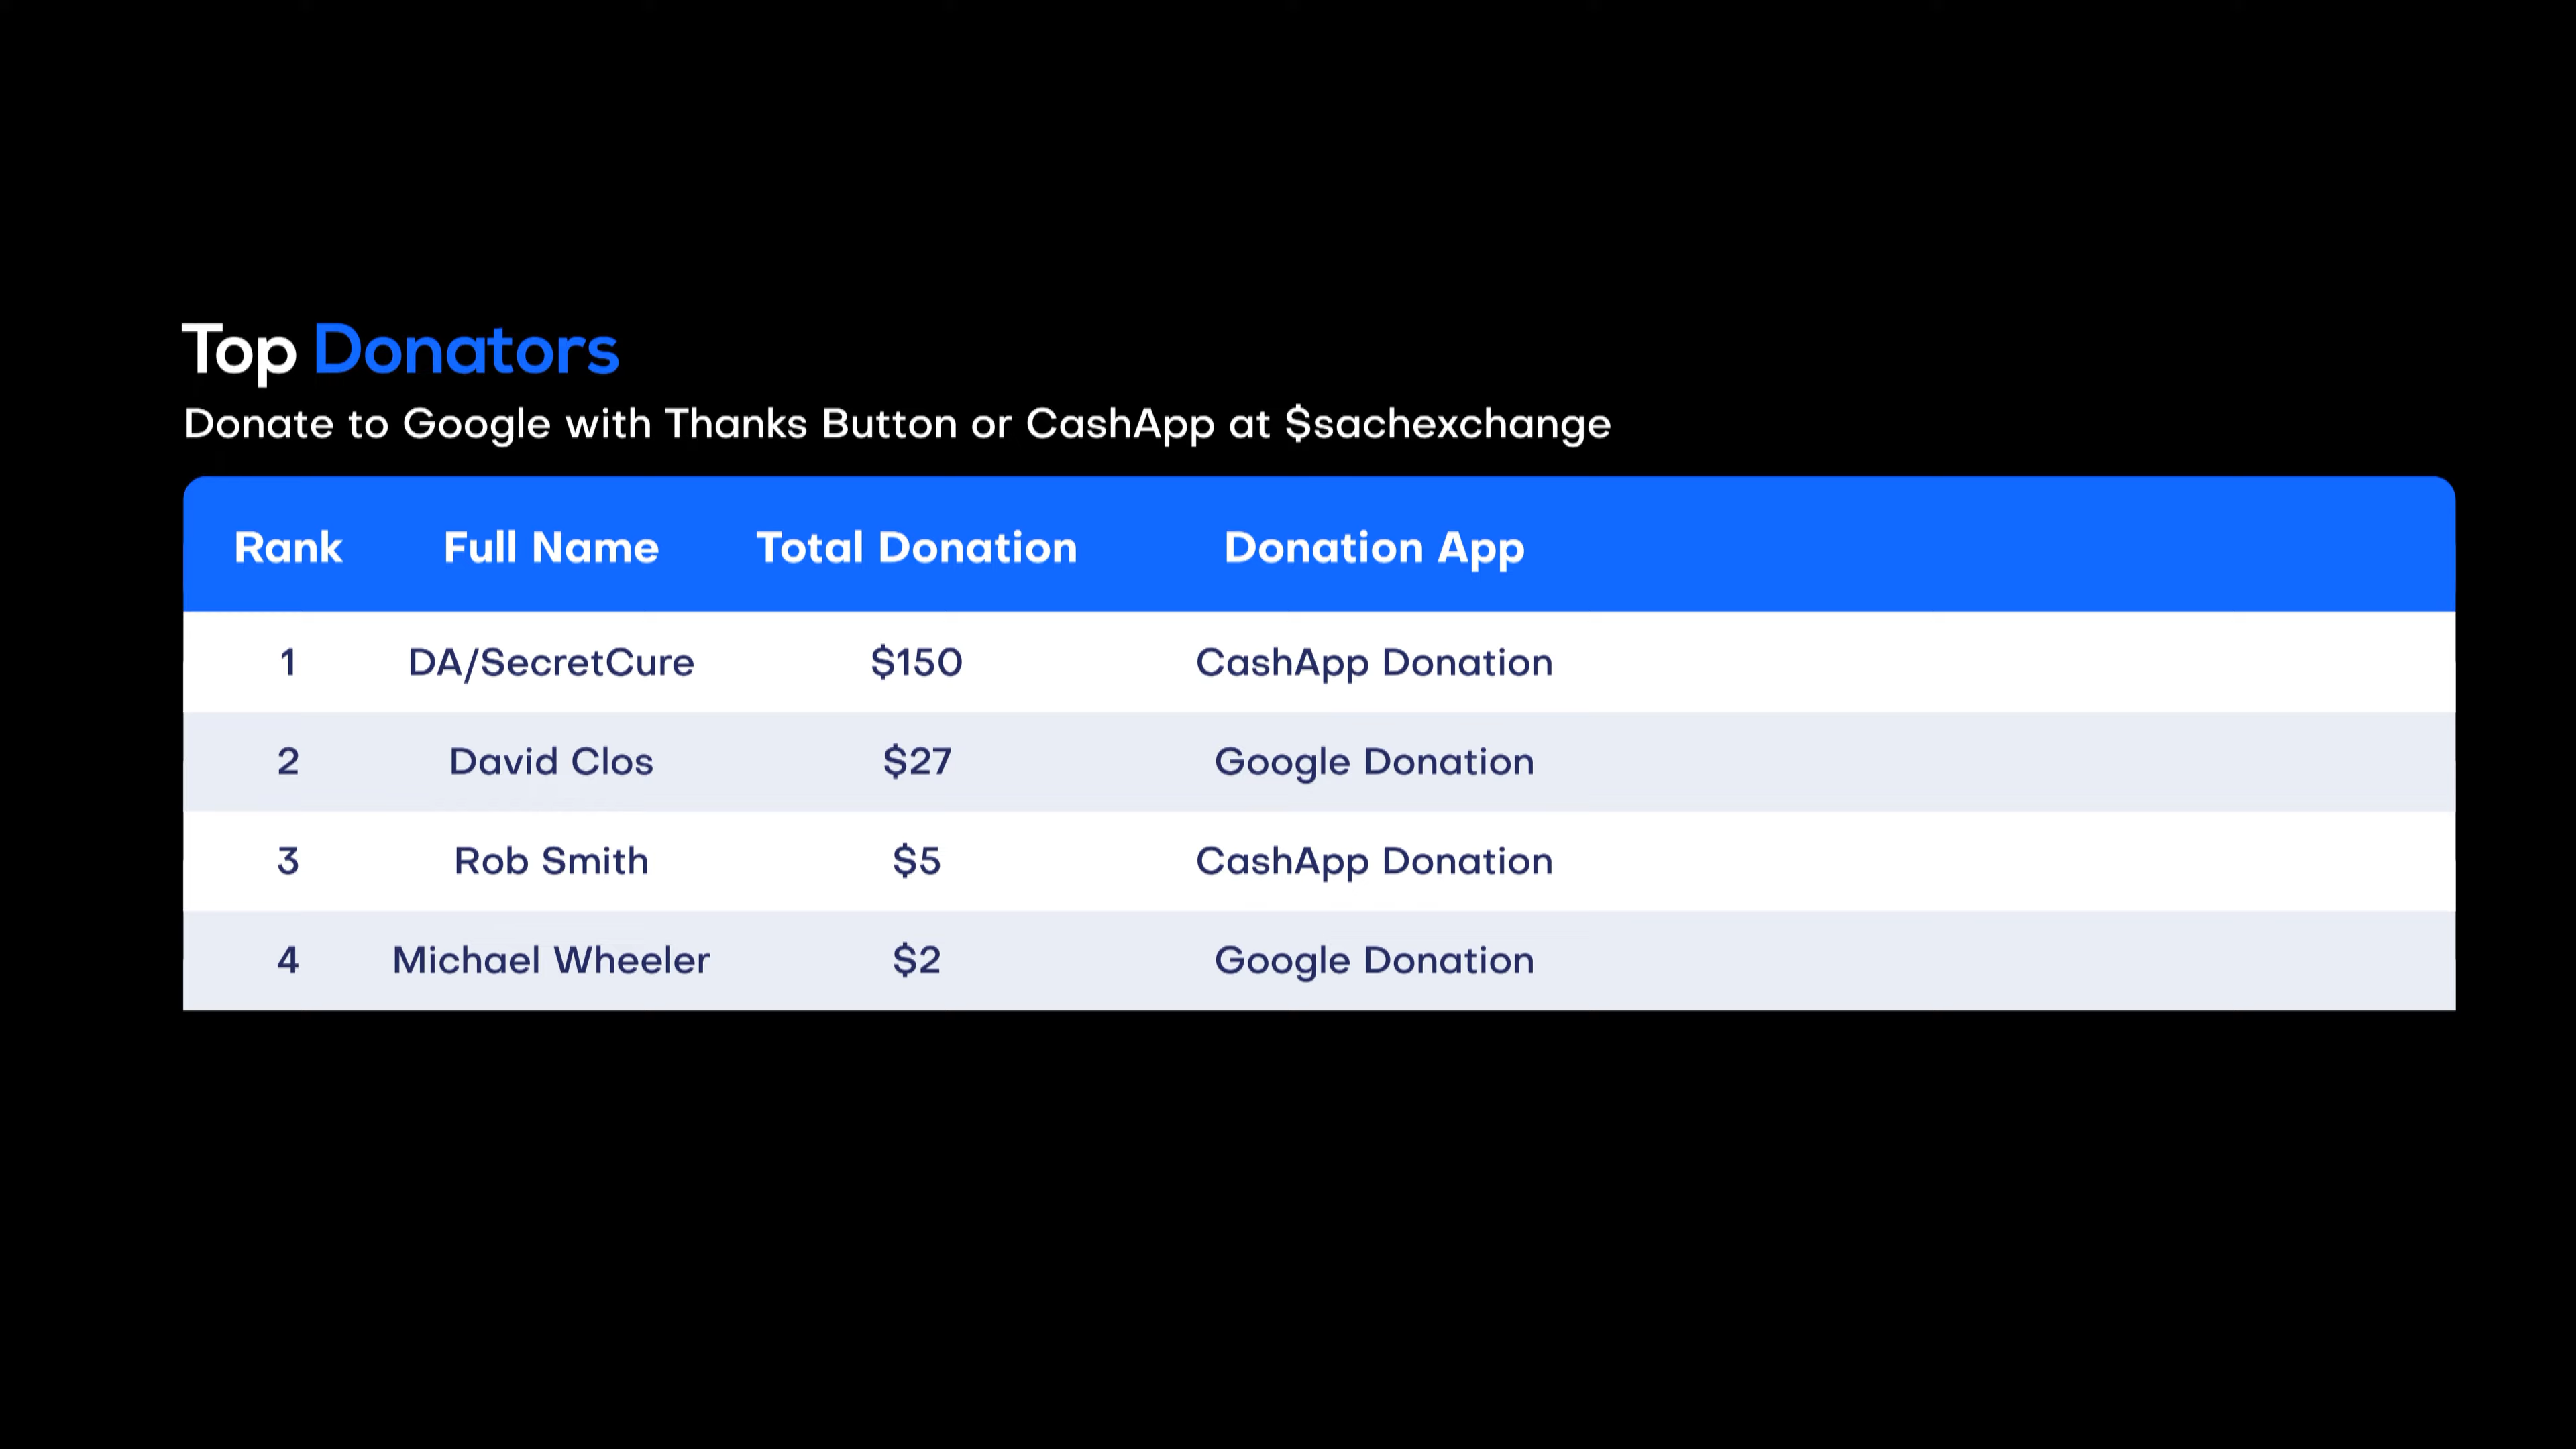 Top Donators
Donate to Google with Thanks Button or CashApp at $sachexchange
Rank Full Name Total Donation Donation App
1 DA/SecretCure $150 CashApp Donation
2 David Clos $27 Google Donation
3 Rob Smith $5 CashApp Donation
4 Michael Wheeler $2 Google Donation